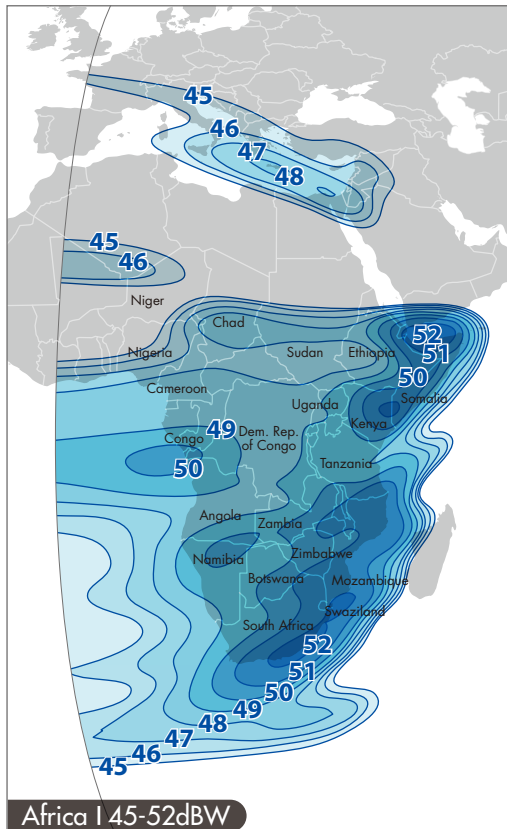 45
46
47
48
45
46
Niger
Chad
Nigeria
Sudan
Ethiopia
52
51
50
Cameroon
Uganda
Somalia
Kenya
49
Congo
Dem. Rep.
of Congo
50
Tanzania
Angola
Zambia
Namibia
Zimbabwe
Botswana
Mozambique
Swaziland
South Africa
52
51
50
49
48
47
46
45
Africa I 45-52dBW